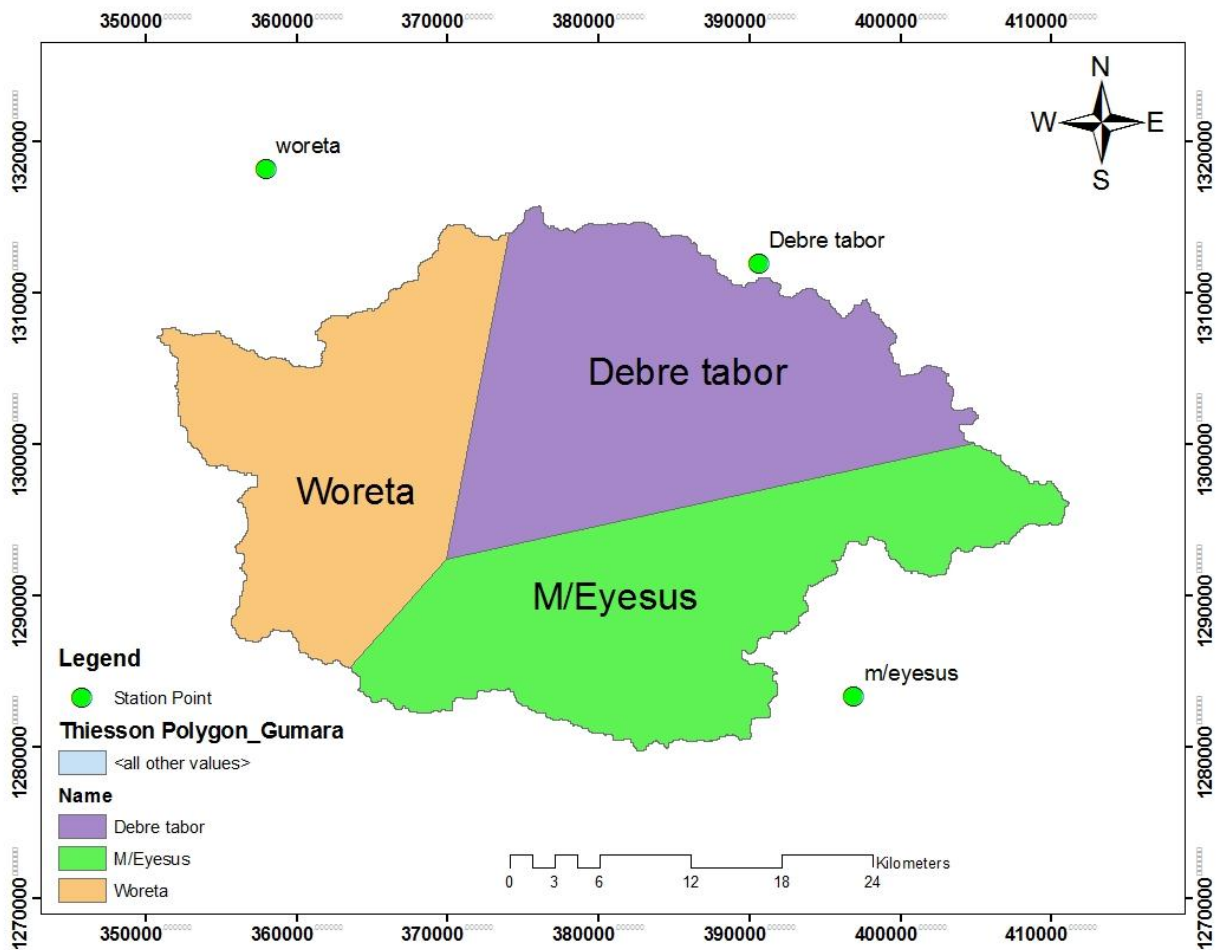 350000 360000 370000 380000 390000 400000 410000
N
W E
S
1320000 1310000 1300000 1290000 1280000 1270000
1320000 1310000 1300000 1290000 1280000 1270000
woreta
Debre tabor
Debre tabor
Woreta
M/Eyesus
m/eyesus
Legend
Station Point
Thiesson Polygon_Gumara
<all other values>
Name
Debre tabor
M/Eyesus
Woreta
Kilometers
0 3 6 12 18 24
350000 360000 370000 380000 390000 400000 410000